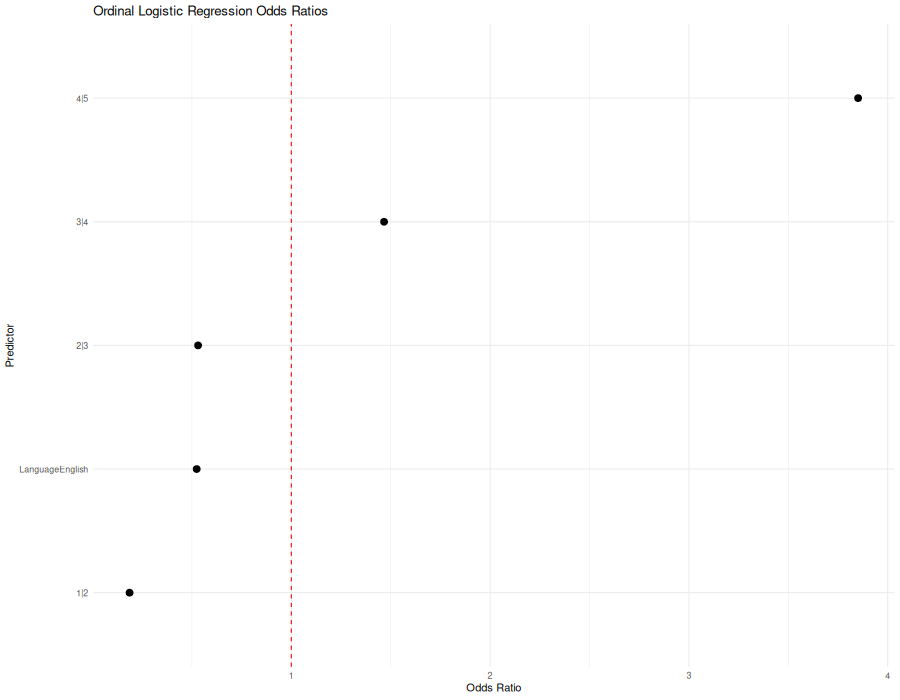 Ordinal Logistic Regression Odds Ratios
Predictor
4|5
3|4
2|3
LanguageEnglish
1|2
1 2 3 4
Odds Ratio